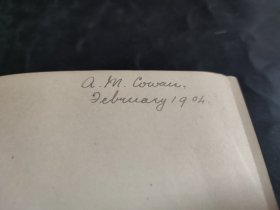 A. M. Cowan.
February 1904.